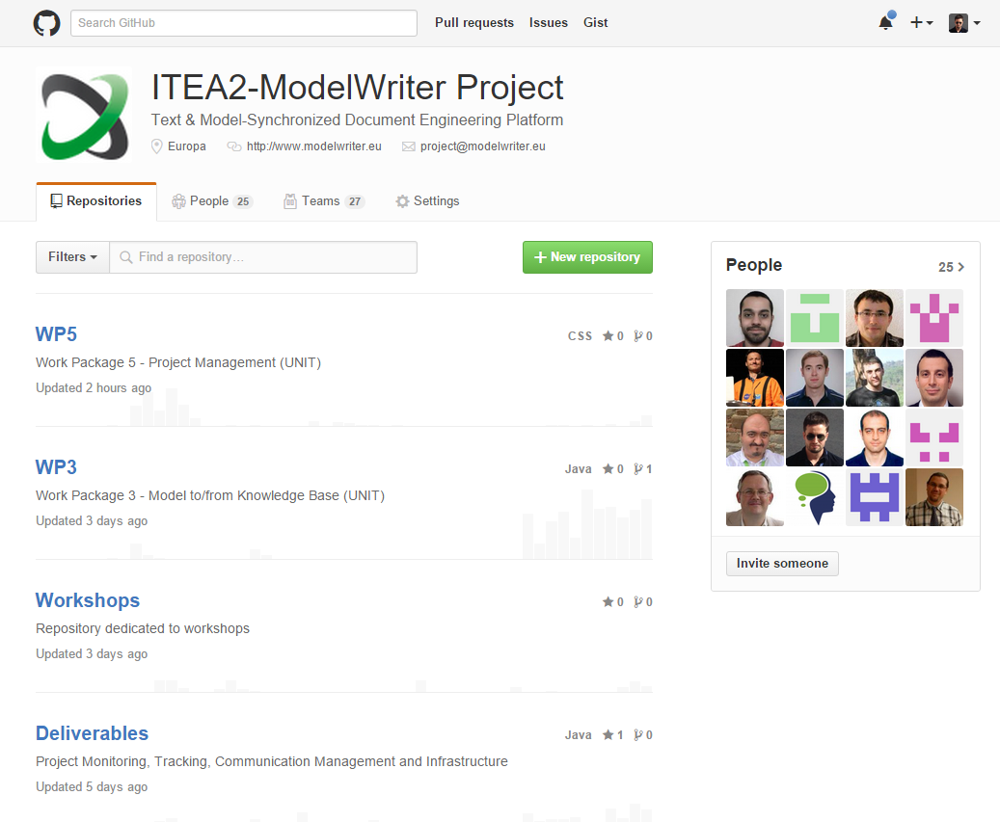 Search GitHub
Pull requests Issues Gist
ITEA2-ModelWriter Project
Text & Model-Synchronized Document Engineering Platform
Europa http://www.modelwriter.eu project@modelwriter.eu
Repositories People 25 Teams 27 Settings
Filters Find a repository… New repository
WP5
CSS 0 0
Work Package 5 - Project Management (UNIT)
Updated 2 hours ago
WP3
Java 0 1
Work Package 3 - Model to/from Knowledge Base (UNIT)
Updated 3 days ago
Workshops
0 0
Repository dedicated to workshops
Updated 3 days ago
Deliverables
Java 1 0
Project Monitoring, Tracking, Communication Management and Infrastructure
Updated 5 days ago
People 25
Invite someone